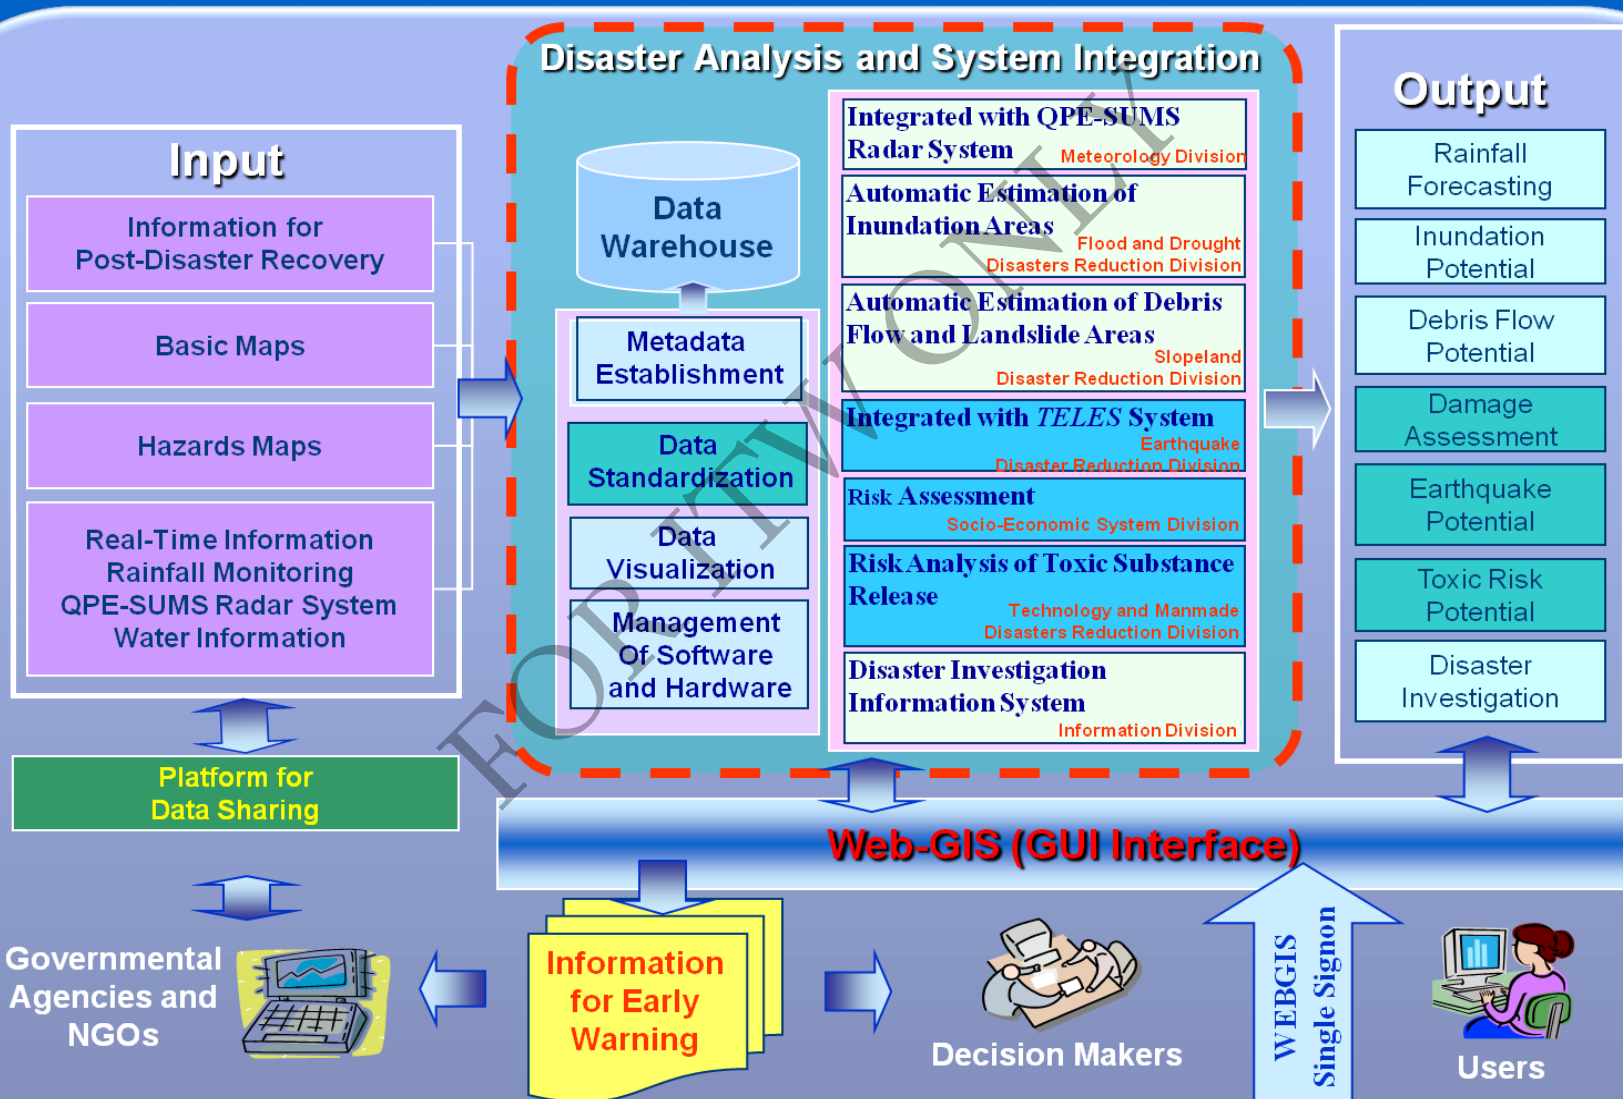 Disaster Analysis and System Integration
Input
Information for
Post-Disaster Recovery
Basic Maps
Hazards Maps
Real-Time Information
Rainfall Monitoring
QPE-SUMS Radar System
Water Information
Platform for
Data Sharing
Governmental
Agencies and
NGOs
Data
Warehouse
Metadata
Establishment
Data
Standardization
Data
Visualization
Management
Of Software
and Hardware
Integrated with QPE-SUMS
Radar System
Meteorology Division
Automatic Estimation of
Inundation Areas
Flood and Drought
Disasters Reduction Division
Automatic Estimation of Debris
Flow and Landslide Areas
Slopeland
Disaster Reduction Division
Integrated with TELES System
Earthquake
Disaster Reduction Division
Risk Assessment
Socio-Economic System Division
Risk Analysis of Toxic Substance
Release
Technology and Manmade
Disasters Reduction Division
Disaster Investigation
Information System
Information Division
Output
Rainfall
Forecasting
Inundation
Potential
Debris Flow
Potential
Damage
Assessment
Earthquake
Potential
Toxic Risk
Potential
Disaster
Investigation
Web-GIS (GUI Interface)
Information
for Early
Warning
Decision Makers
WEBGIS
Single Signon
Users
FOR ITW ONLY